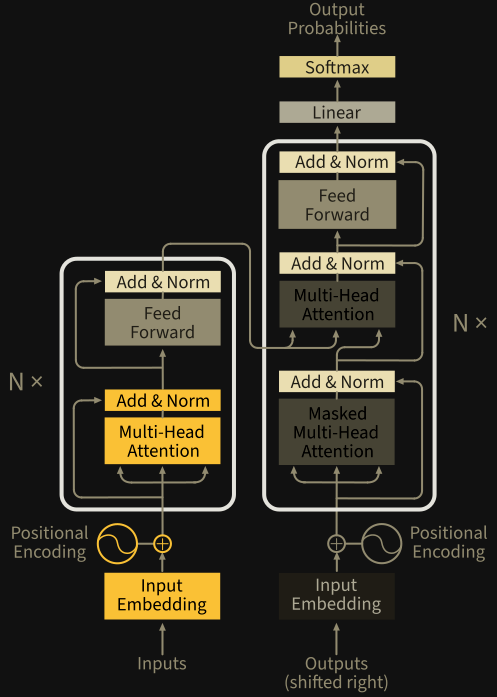 Output
Probabilities
Softmax
Linear
Add & Norm
Feed
Forward
Add & Norm
Multi-Head
Attention
Add & Norm
Masked
Multi-Head
Attention
N ×
Positional
Encoding
Input
Embedding
Outputs
(shifted right)
Add & Norm
Feed
Forward
Add & Norm
Multi-Head
Attention
N ×
Positional
Encoding
Input
Embedding
Inputs